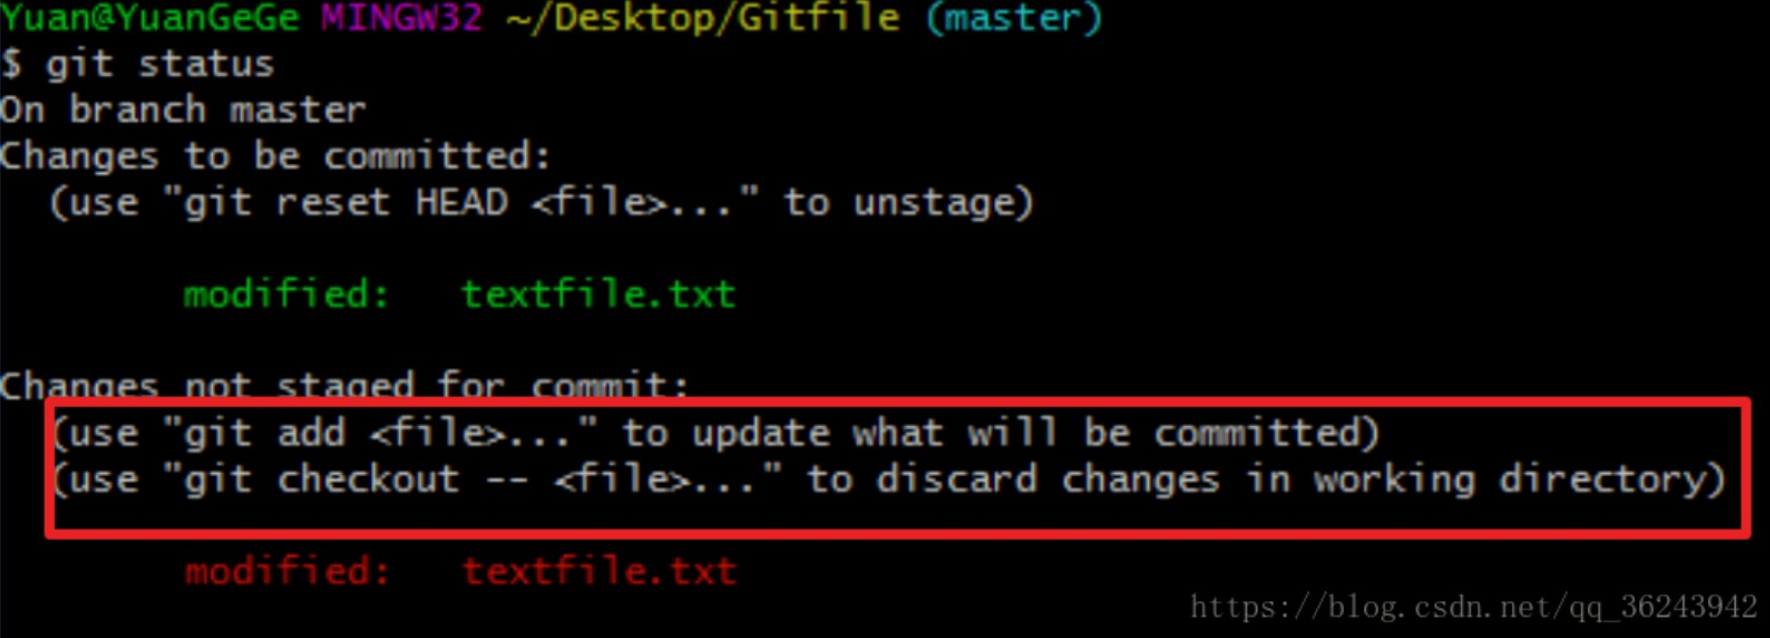 Yuan@YuanGeGe MINGW32 ~/Desktop/Gitfile (master)
$ git status
On branch master
Changes to be committed:
  (use "git reset HEAD <file>..." to unstage)
        modified:   textfile.txt
Changes not staged for commit:
  (use "git add <file>..." to update what will be committed)
  (use "git checkout -- <file>..." to discard changes in working directory)
        modified:   textfile.txt
https://blog.csdn.net/qq_36243942